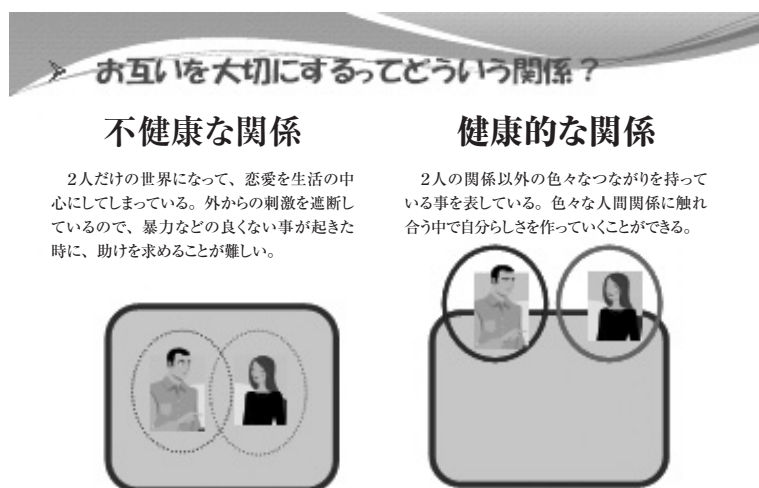 お互いを大切にするってどういう関係？
不健康な関係
2人だけの世界になって、恋愛を生活の中
心にしてしまっている。外からの刺激を遮断し
ているので、暴力などの良くない事が起きた
時に、助けを求めることが難しい。
健康的な関係
2人の関係以外の色々なつながりを持って
いる事を表している。色々な人間関係に触れ
合う中で自分らしさを作っていくことができる。